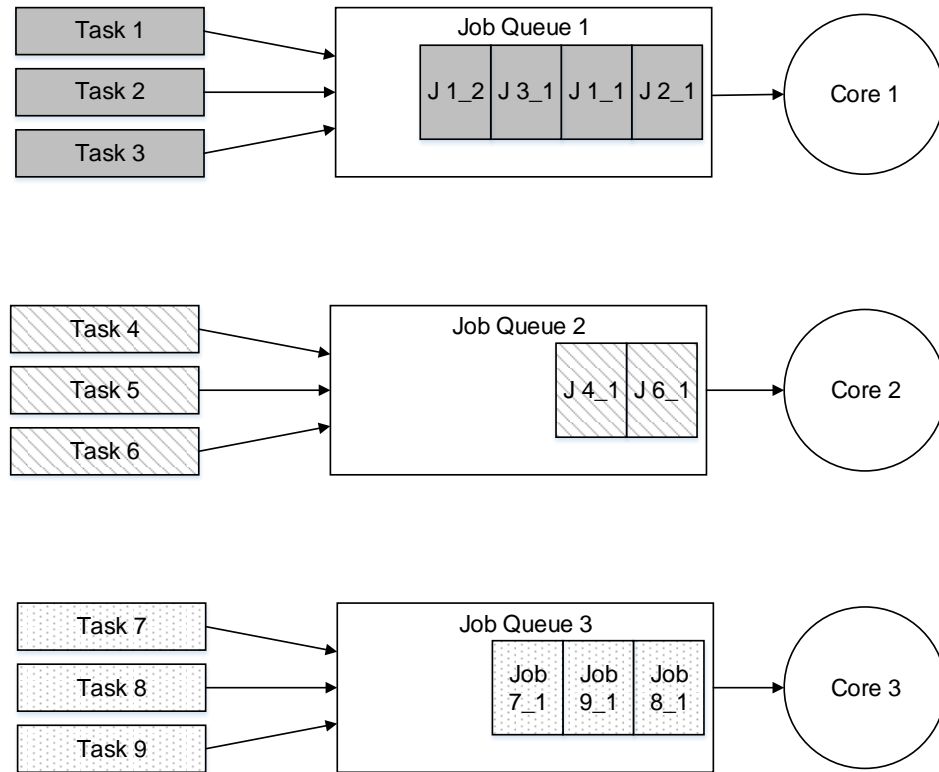 Task 1
Task 2
Task 3
Job Queue 1
J 1_2 J 3_1 J 1_1 J 2_1
Core 1
Task 4
Task 5
Task 6
Job Queue 2
J 4_1 J 6_1
Core 2
Task 7
Task 8
Task 9
Job Queue 3
Job Job Job
7_1 9_1 8_1
Core 3